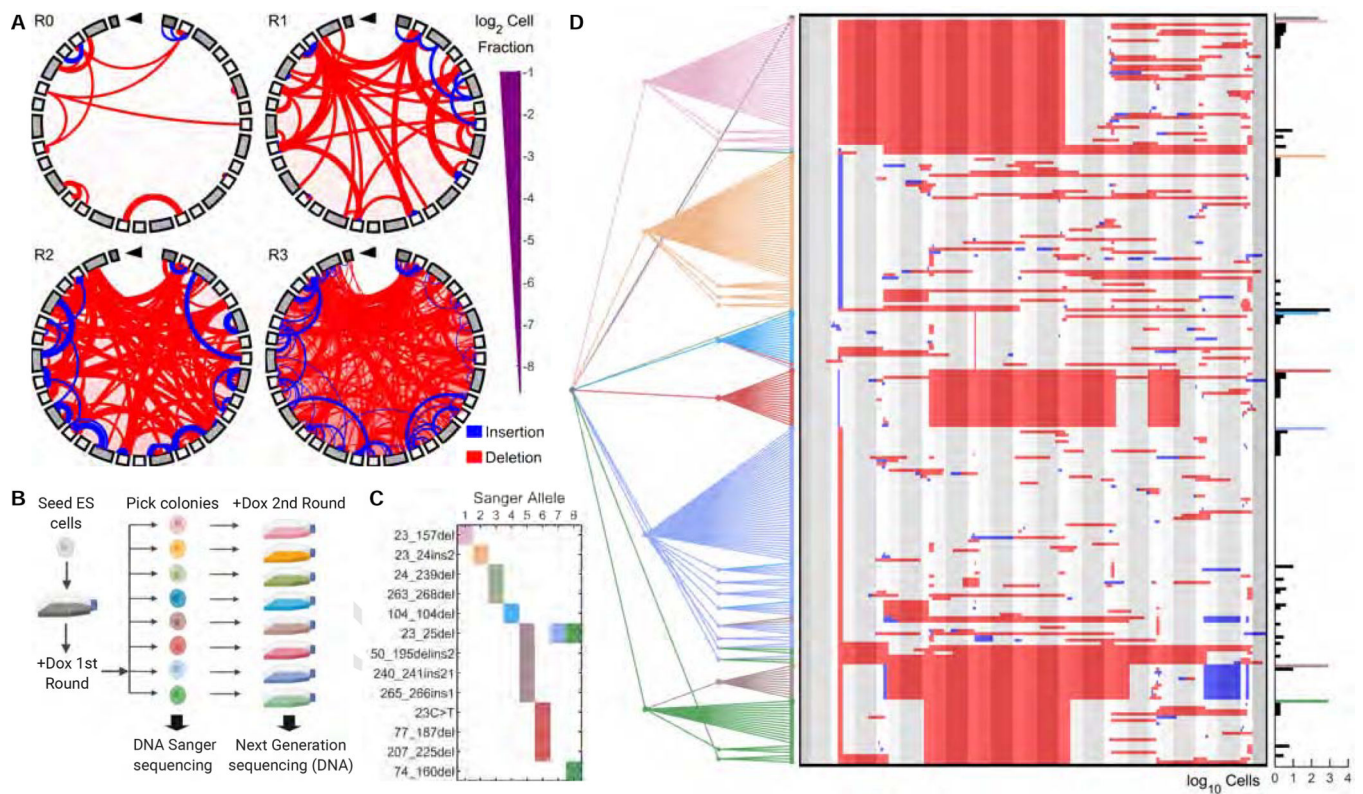 A
R0
R1
log2 Cell
Fraction
-1
-2
-3
-4
-5
-6
-7
-8
R2
R3
Insertion
Deletion
B
Seed ES
cells
Pick colonies
+Dox 2nd Round
+Dox 1st
Round
DNA Sanger
sequencing
Next Generation
sequencing (DNA)
C
Sanger Allele
1 2 3 4 5 6 7 8
23_157del
23_24ins2
24_239del
263_268del
104_104del
23_25del
50_195delins2
240_241ins21
265_266ins1
23C>T
77_187del
207_225del
74_160del
D
0 1 2 3 4
log10 Cells